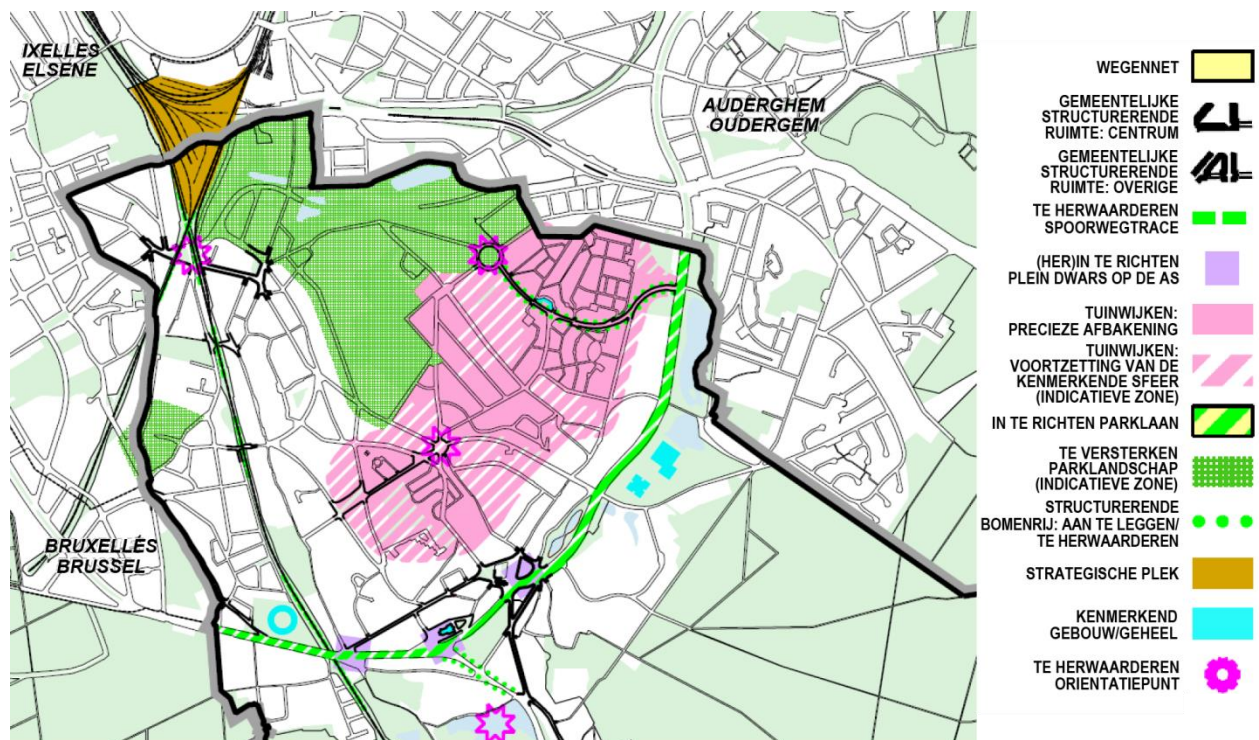 IXELLES
ELSENE
AUDERGHEM
OUDERGEM
BRUXELLES
BRUSSEL
WEGENNET
GEMEENTELIJKE
STRUCTURERENDE
RUIMTE: CENTRUM
GEMEENTELIJKE
STRUCTURERENDE
RUIMTE: OVERIGE
TE HERWAARDEREN
SPOORWEGTRACE
(HER)IN TE RICHTEN
PLEIN DWARS OP DE AS
TUINWIJKEN:
PRECIEZE AFBAKENING
TUINWIJKEN:
VOORTZETTING VAN DE
KENMERKENDE SFEER
(INDICATIEVE ZONE)
IN TE RICHTEN PARKLAAN
TE VERSTERKEN
PARKLANDSCHAP
(INDICATIEVE ZONE)
STRUCTURERENDE
BOMENRIJ: AAN TE LEGGEN/
TE HERWAARDEREN
STRATEGISCHE PLEK
KENMERKEND
GEBOUW/GEHEEL
TE HERWAARDEREN
ORIENTATIEPUNT